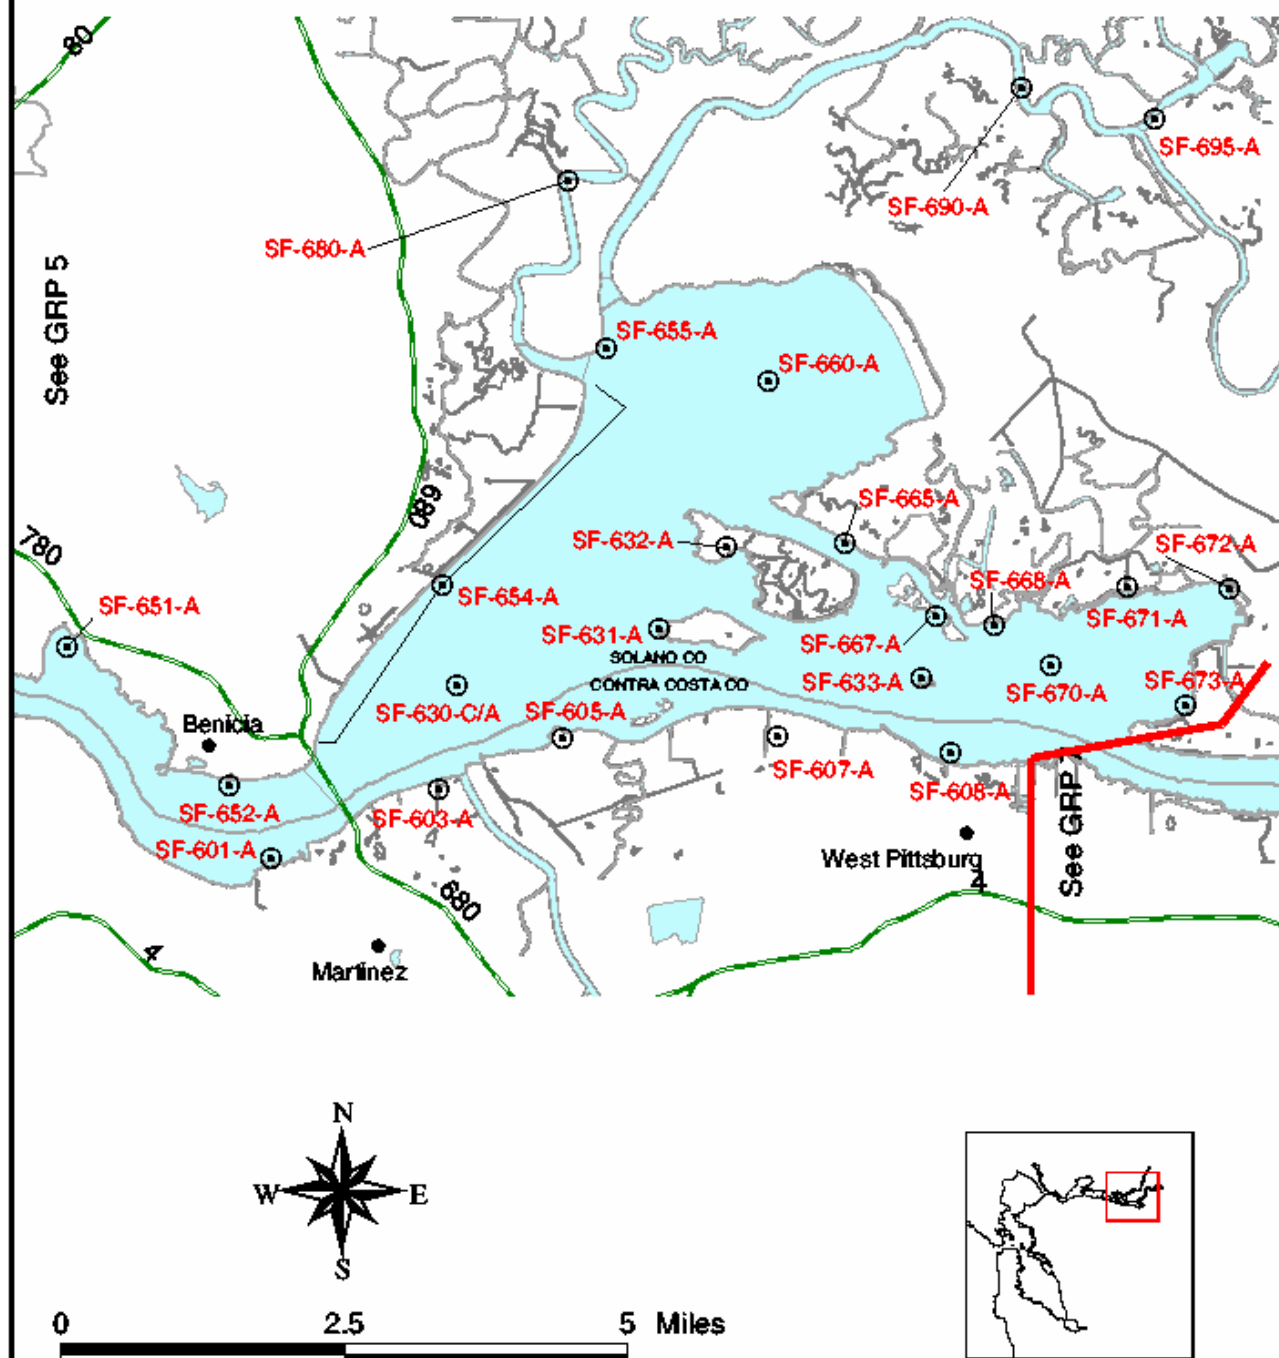 80
SF-695-A
SF-690-A
SF-680-A
See GRP 5
SF-655-A
SF-660-A
680
SF-665-A
780
SF-632-A
SF-672-A
SF-668-A
SF-654-A
SF-651-A
SF-671-A
SF-631-A
SF-667-A
SOLANO CO
CONTRA COSTA CO
SF-633-A
SF-673-A
SF-670-A
SF-630-C/A
SF-605-A
Benicia
SF-607-A
SF-608-A
SF-652-A
SF-603-A
SF-601-A
See GRP
West Pittsburg
4
680
4
Martinez
N
W E
S
0 2.5 5 Miles